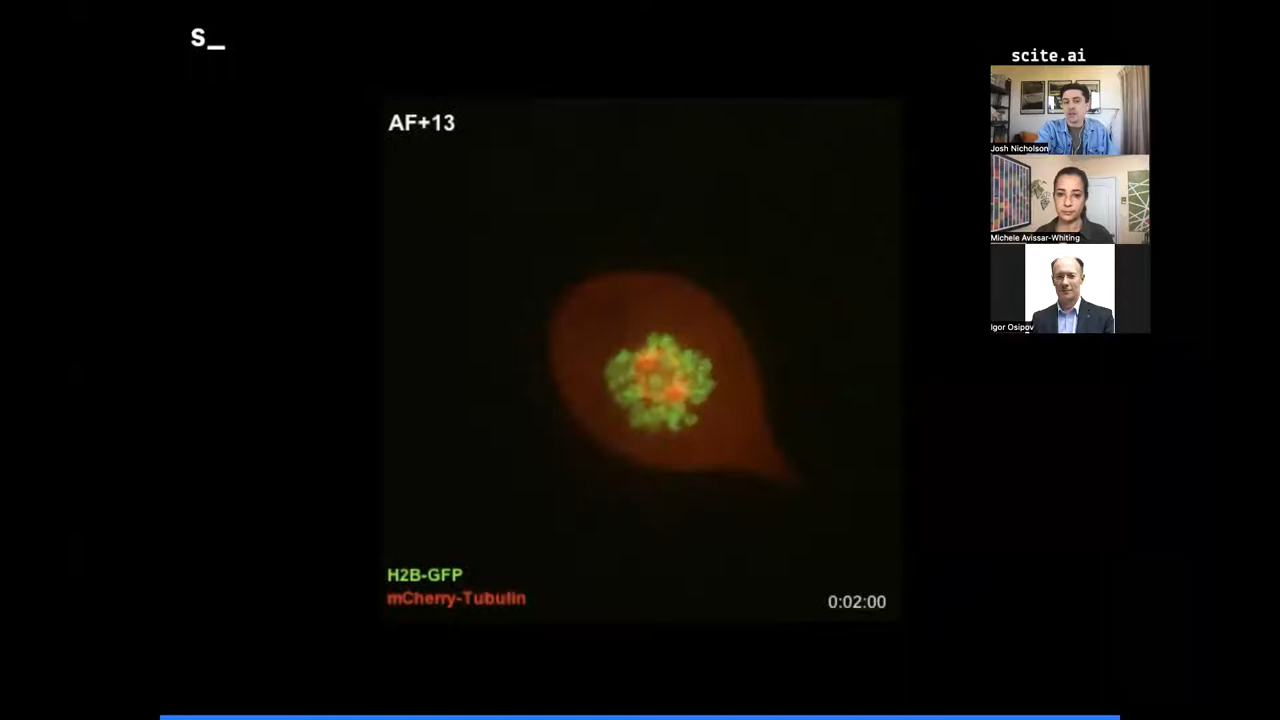 s_
scite.ai
AF+13
Josh Nicholson
Michele Avissar-Whiting
Igor Osipov
H2B-GFP
mCherry-Tubulin
0:02:00